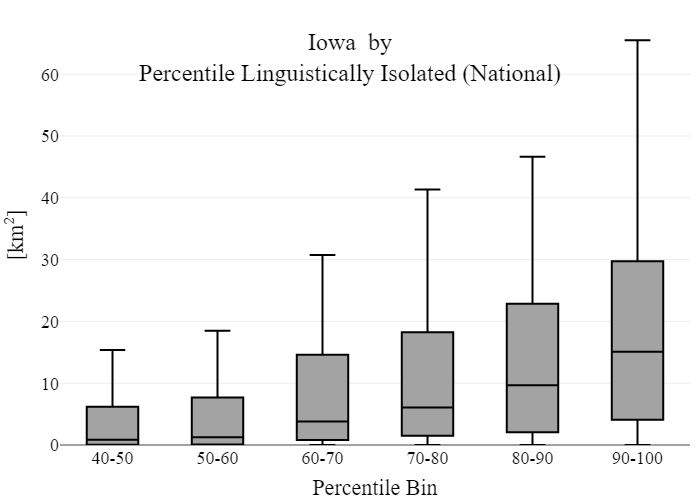 Iowa  by
Percentile Linguistically Isolated (National)
60
50
40
30
20
10
0
[km²]
40-50 50-60 60-70 70-80 80-90 90-100
Percentile Bin